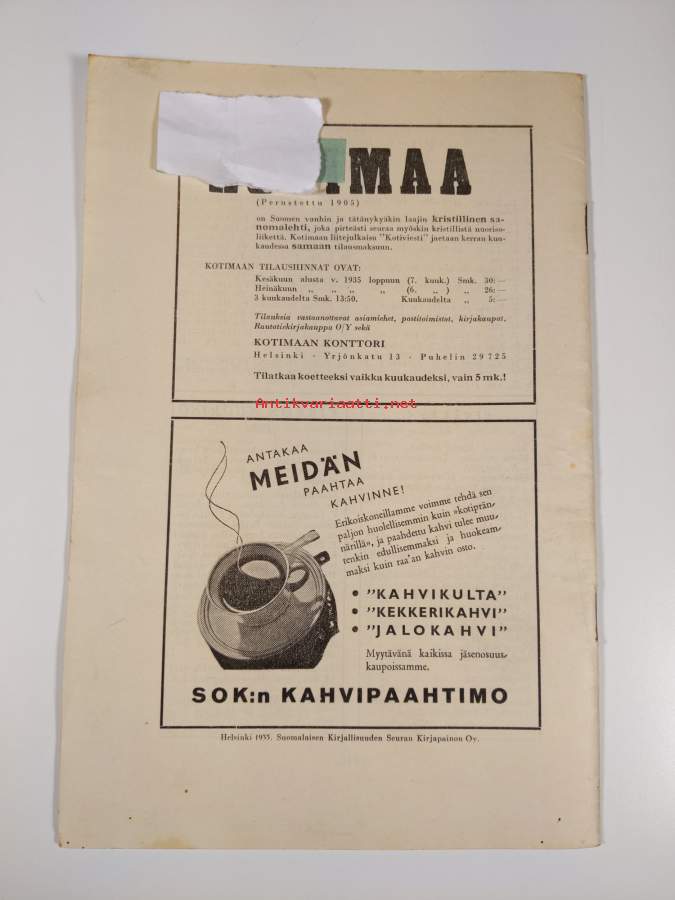 MAA
(Perustettu 1905)
on Suomen vanhin ja tätänykyäkin laajin kristillinen sa-
nomalehti, joka pirteästi seuraa myöskin kristillistä nuoriso-
liikettä. Kotimaan liitejulkaisu "Kotiviesti" jaetaan kerran kuu-
kaudessa samaan tilausmaksuun.
KOTIMAAN TILAUSHINNAT OVAT:
Kesäkuun alusta v. 1935 loppuun (7. kuuk.) Smk. 30:—
Heinäkuun „ „ „ „ (6. „ ) „ 26:—
3 kuukaudelta Smk. 13:50. Kuukaudelta „ 5:—
Tilauksia vastaanottavat asiamiehet, postitoimistot, kirjakaupat,
Rautatiekirjakauppa O/Y sekä
KOTIMAAN KONTTORI
Helsinki - Yrjönkatu 13 - Puhelin 29725
Tilatkaa koetteeksi vaikka kuukaudeksi, vain 5 mk.!
Antikvariaatti.net
ANTAKAA
MEIDÄN
PAAHTAA
KAHVINNE!
Erikoiskoneillamme voimme tehdä sen
paljon huolellisemmin kuin »kotiprän-
närillä», ja paahdettu kahvi tulee muu-
tenkin edullisemmaksi ja huokeam-
maksi kuin raa'an kahvin osto.
• "KAHVIKULTA"
• "KEKKERIKAHVI"
• "JALOKAHVI"
Myytävänä kaikissa jäsenosuus-
kaupoissamme.
SOK:n KAHVIPAAHTIMO
Helsinki 1935. Suomalaisen Kirjallisuuden Seuran Kirjapainon Oy.